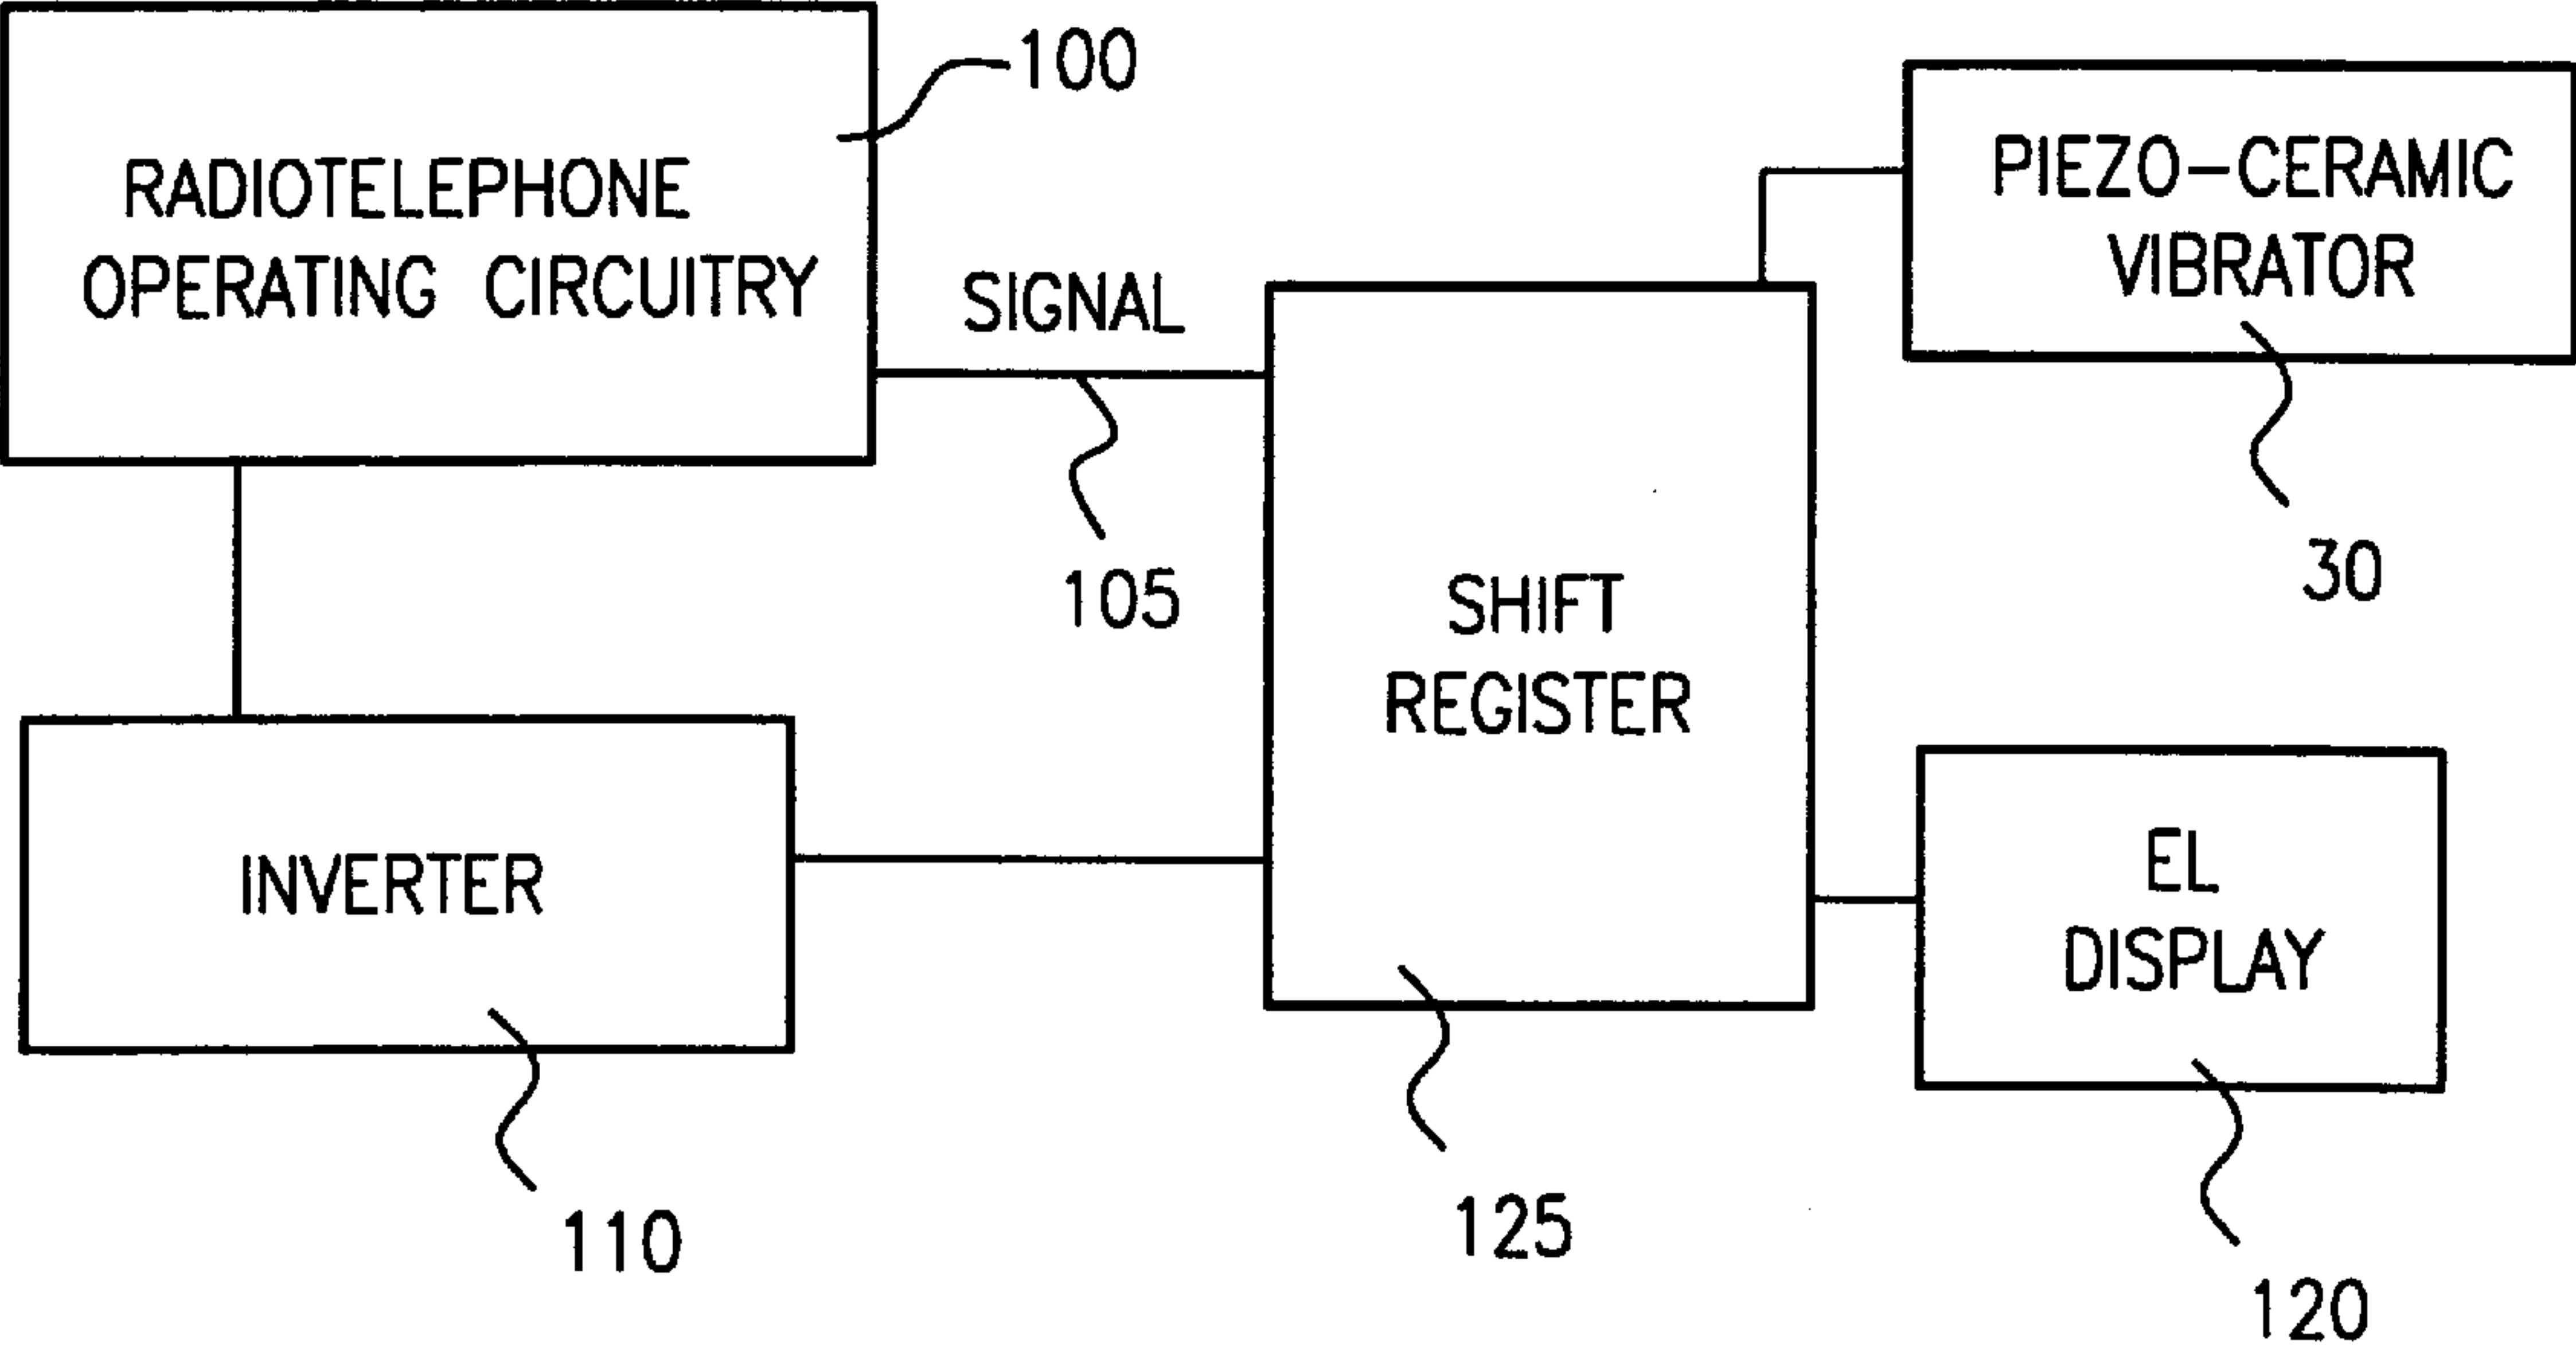 100
RADIOTELEPHONE
OPERATING CIRCUITRY
SIGNAL
105
PIEZO-CERAMIC
VIBRATOR
30
SHIFT
REGISTER
125
INVERTER
110
EL
DISPLAY
120